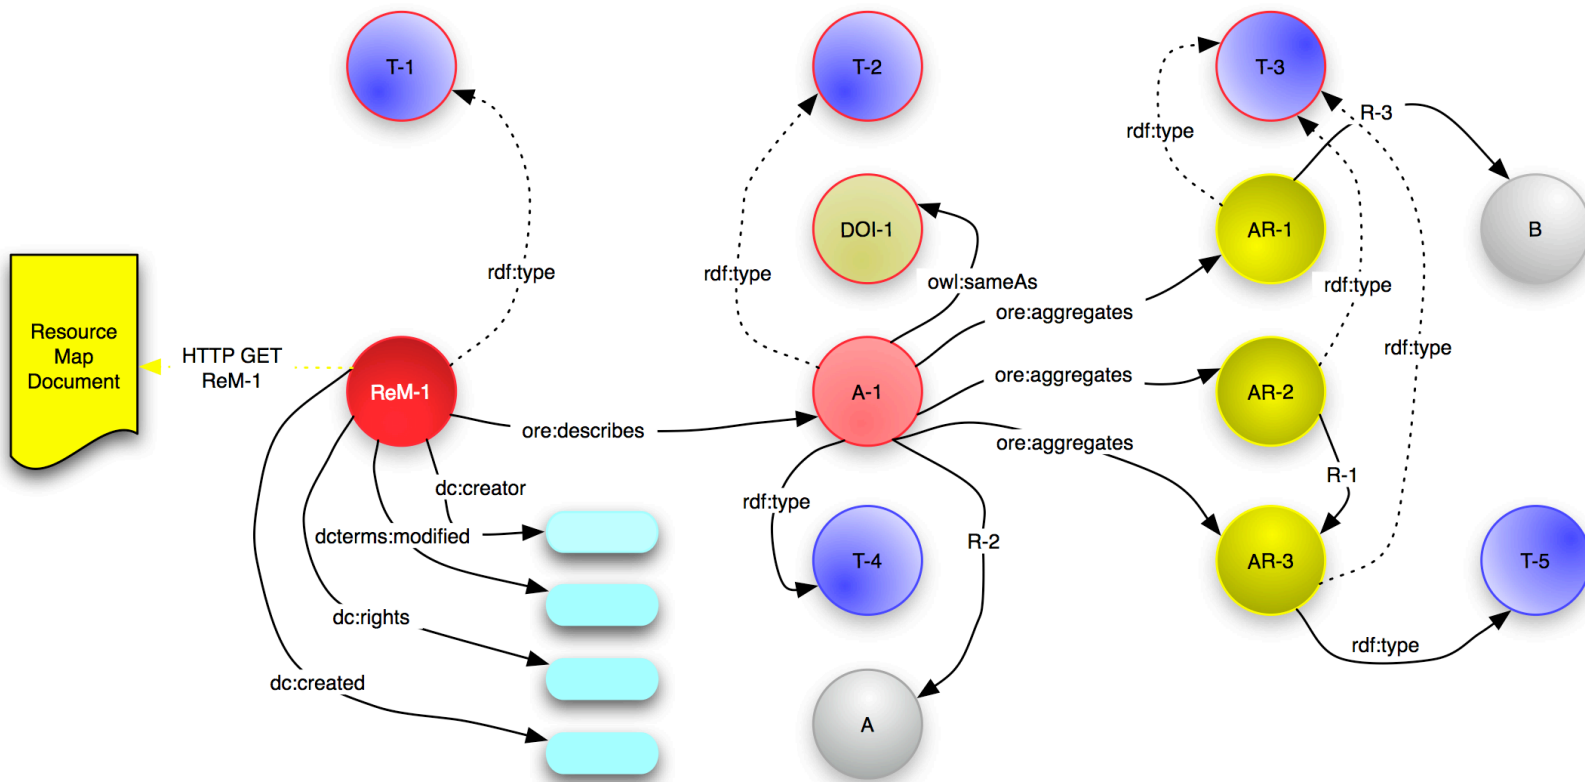 T-1
T-2
T-3
R-3
rdf:type
DOI-1
AR-1
B
rdf:type
rdf:type
owl:sameAs
rdf:type
ore:aggregates
Resource
Map
Document
HTTP GET
ReM-1
rdf:type
ReM-1
A-1
ore:aggregates
AR-2
ore:describes
ore:aggregates
R-1
dc:creator
rdf:type
dcterms:modified
R-2
T-4
AR-3
T-5
dc:rights
rdf:type
dc:created
A